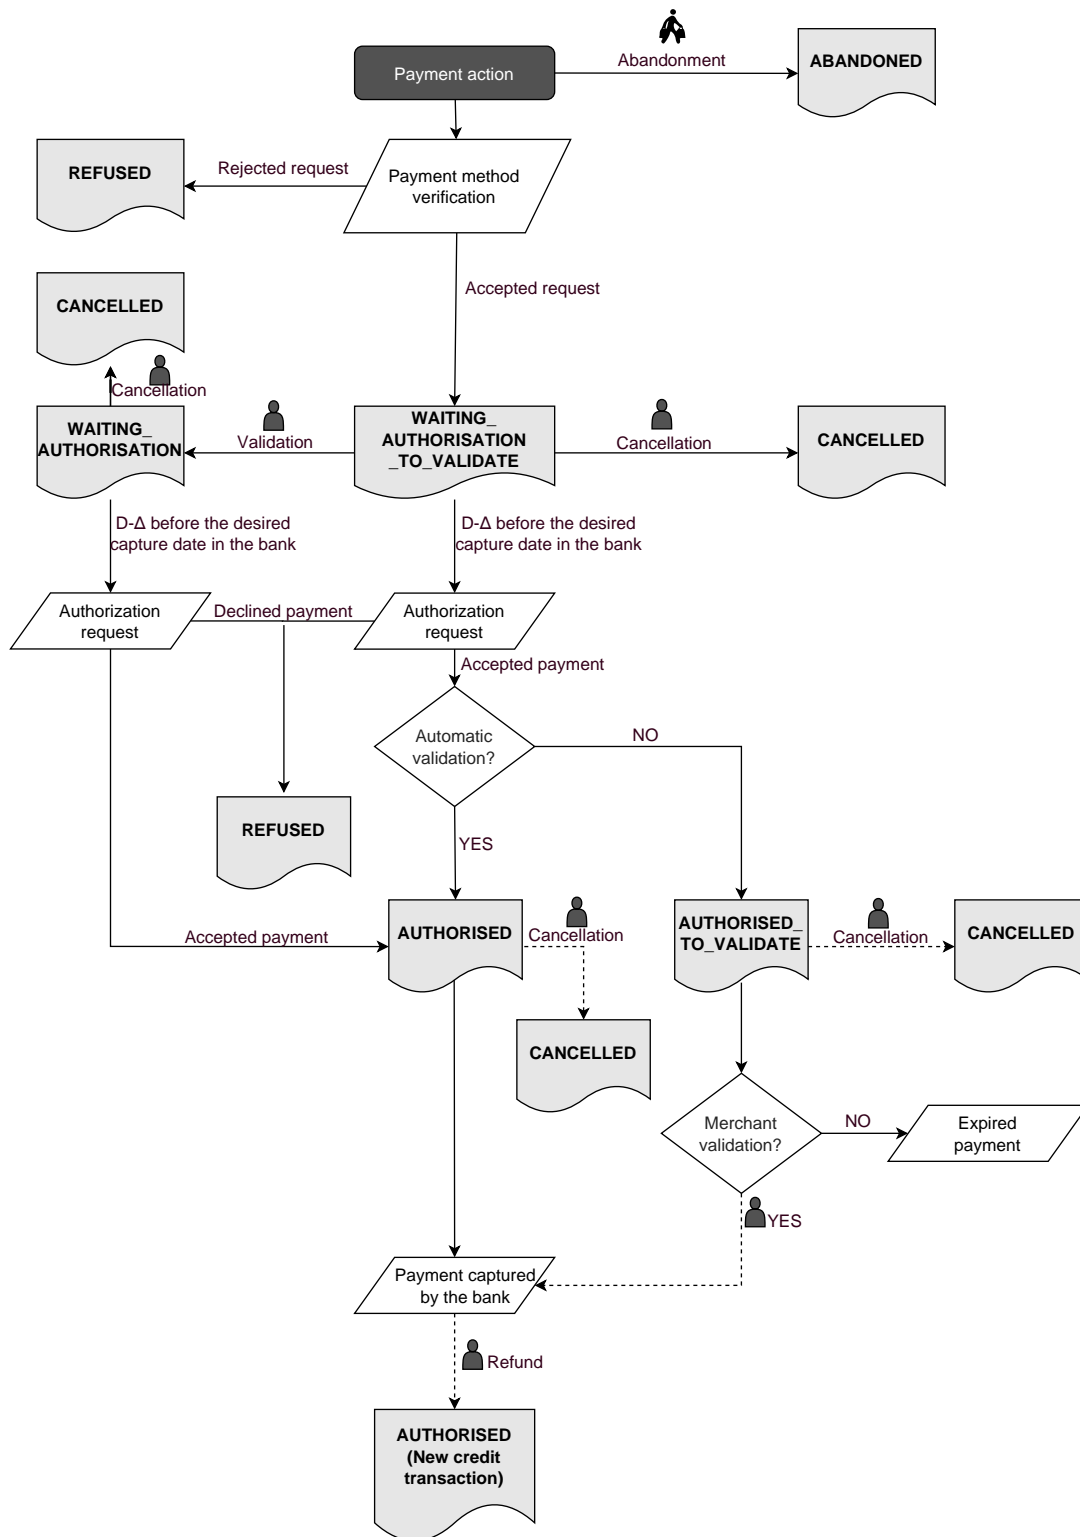 Abandonment
ABANDONED
Payment action
REFUSED
Rejected request
Payment method
verification
CANCELLED
Accepted request
Cancellation
WAITING_
AUTHORISATION
Validation
WAITING_
AUTHORISATION
_TO_VALIDATE
Cancellation
CANCELLED
D-Δ before the desired
capture date in the bank
D-Δ before the desired
capture date in the bank
Authorization
request
Declined payment
Authorization
request
Accepted payment
Automatic
validation?
NO
REFUSED
YES
Accepted payment
AUTHORISED
Cancellation
AUTHORISED_
TO_VALIDATE
Cancellation
CANCELLED
CANCELLED
Merchant
validation?
NO
Expired
payment
YES
Payment captured
by the bank
Refund
AUTHORISED
(New credit
transaction)